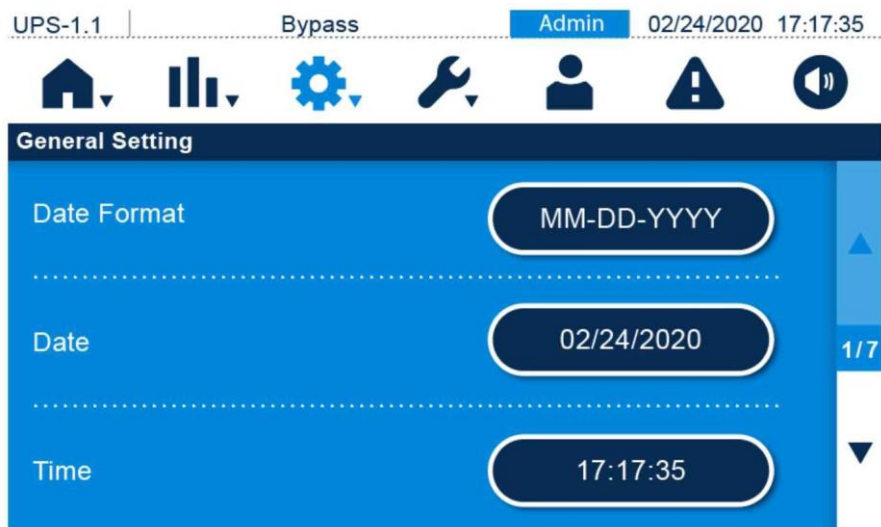 UPS-1.1 Bypass Admin 02/24/2020 17:17:35
General Setting
Date Format MM-DD-YYYY
Date 02/24/2020
1/7
Time 17:17:35